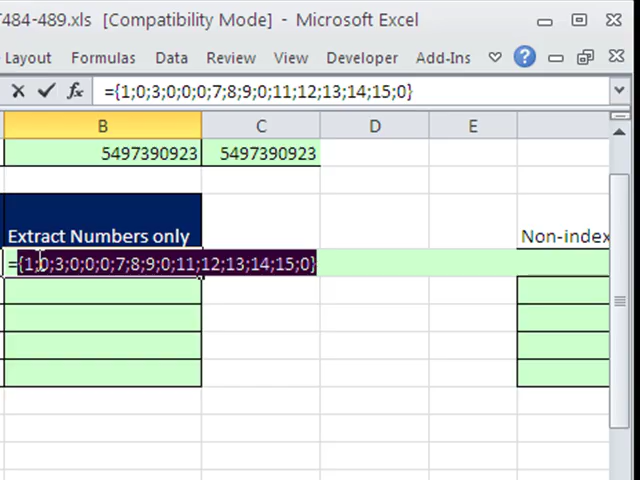 484-489.xls [Compatibility Mode] - Microsoft Excel
Layout Formulas Data Review View Developer Add-Ins
={1;0;3;0;0;0;7;8;9;0;11;12;13;14;15;0}
B C D E
5497390923 5497390923
Extract Numbers only Non-index
={1;0;3;0;0;0;7;8;9;0;11;12;13;14;15;0}